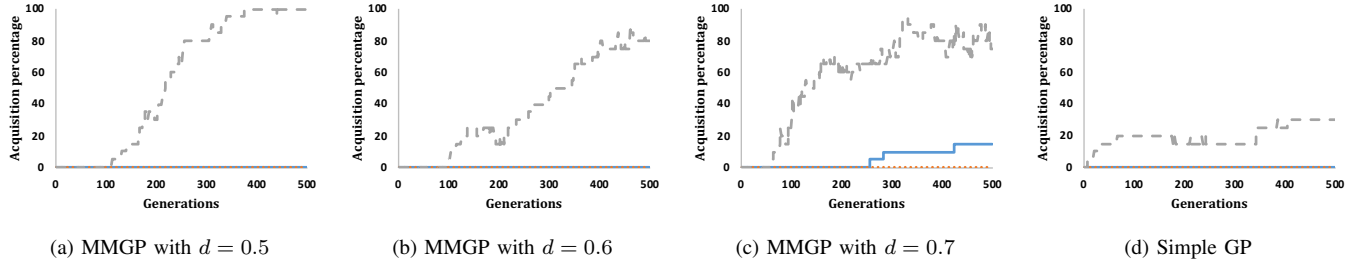 Acquisition percentage
100
80
60
40
20
0
0 100 200 300 400 500
Generations
(a) MMGP with d = 0.5
Acquisition percentage
100
80
60
40
20
0
0 100 200 300 400 500
Generations
(b) MMGP with d = 0.6
Acquisition percentage
100
80
60
40
20
0
0 100 200 300 400 500
Generations
(c) MMGP with d = 0.7
Acquisition percentage
100
80
60
40
20
0
0 100 200 300 400 500
Generations
(d) Simple GP